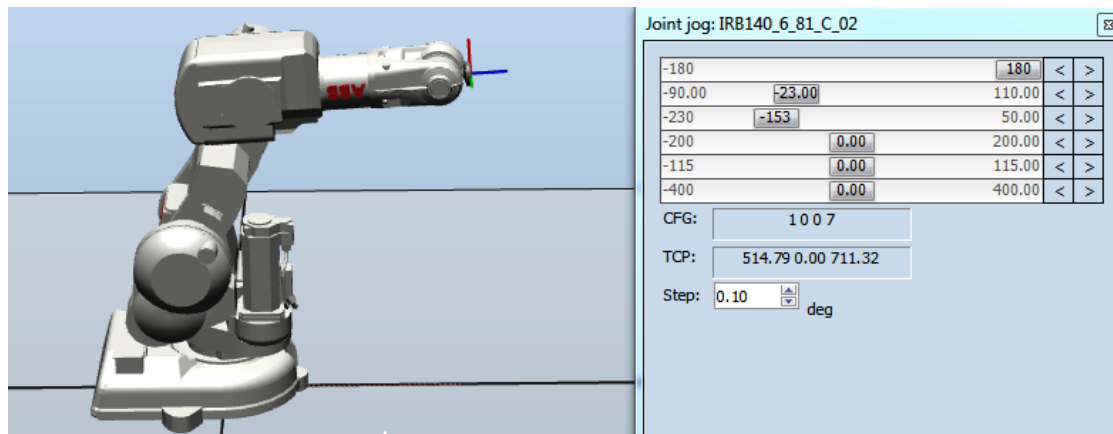 Joint jog: IRB140_6_81_C_02
-180 180 < >
-90.00 -23.00 110.00 < >
-230 -153 50.00 < >
-200 0.00 200.00 < >
-115 0.00 115.00 < >
-400 0.00 400.00 < >
CFG: 1 0 0 7
TCP: 514.79 0.00 711.32
Step: 0.10 deg
ABB